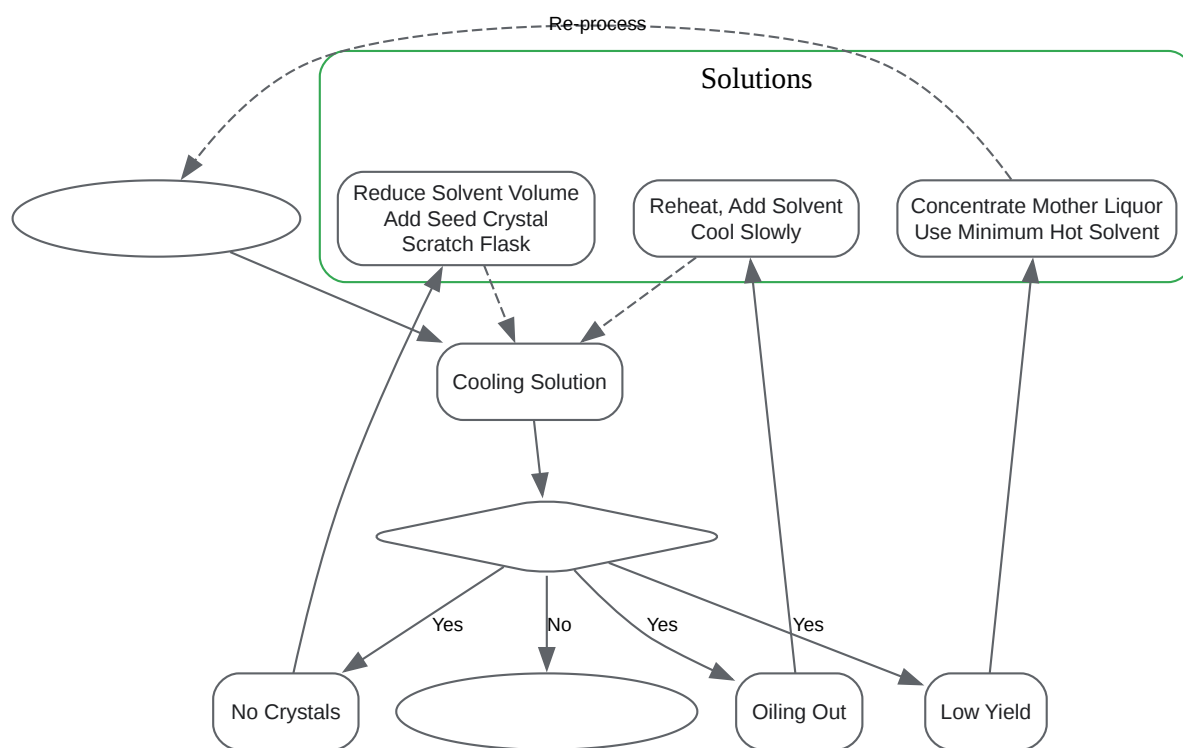 Re-process
Solutions
Reduce Solvent Volume
Add Seed Crystal
Scratch Flask
Reheat, Add Solvent
Cool Slowly
Concentrate Mother Liquor
Use Minimum Hot Solvent
Cooling Solution
Yes
No
Yes
Yes
No Crystals
Oiling Out
Low Yield